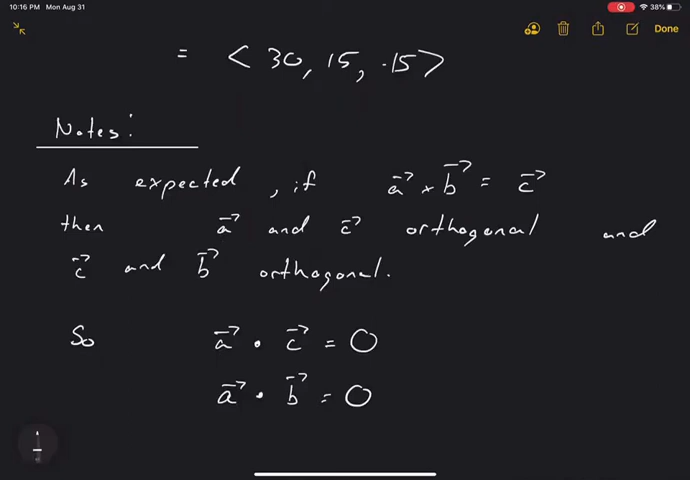 10:16 PM Mon Aug 31
38%
Done
= < 30, 15, -15 >
Notes:
As expected, if a⃗ × b⃗ = c⃗
then a⃗ and c⃗ orthogonal and
c⃗ and b⃗ orthogonal.
So a⃗ · c⃗ = 0
a⃗ · b⃗ = 0